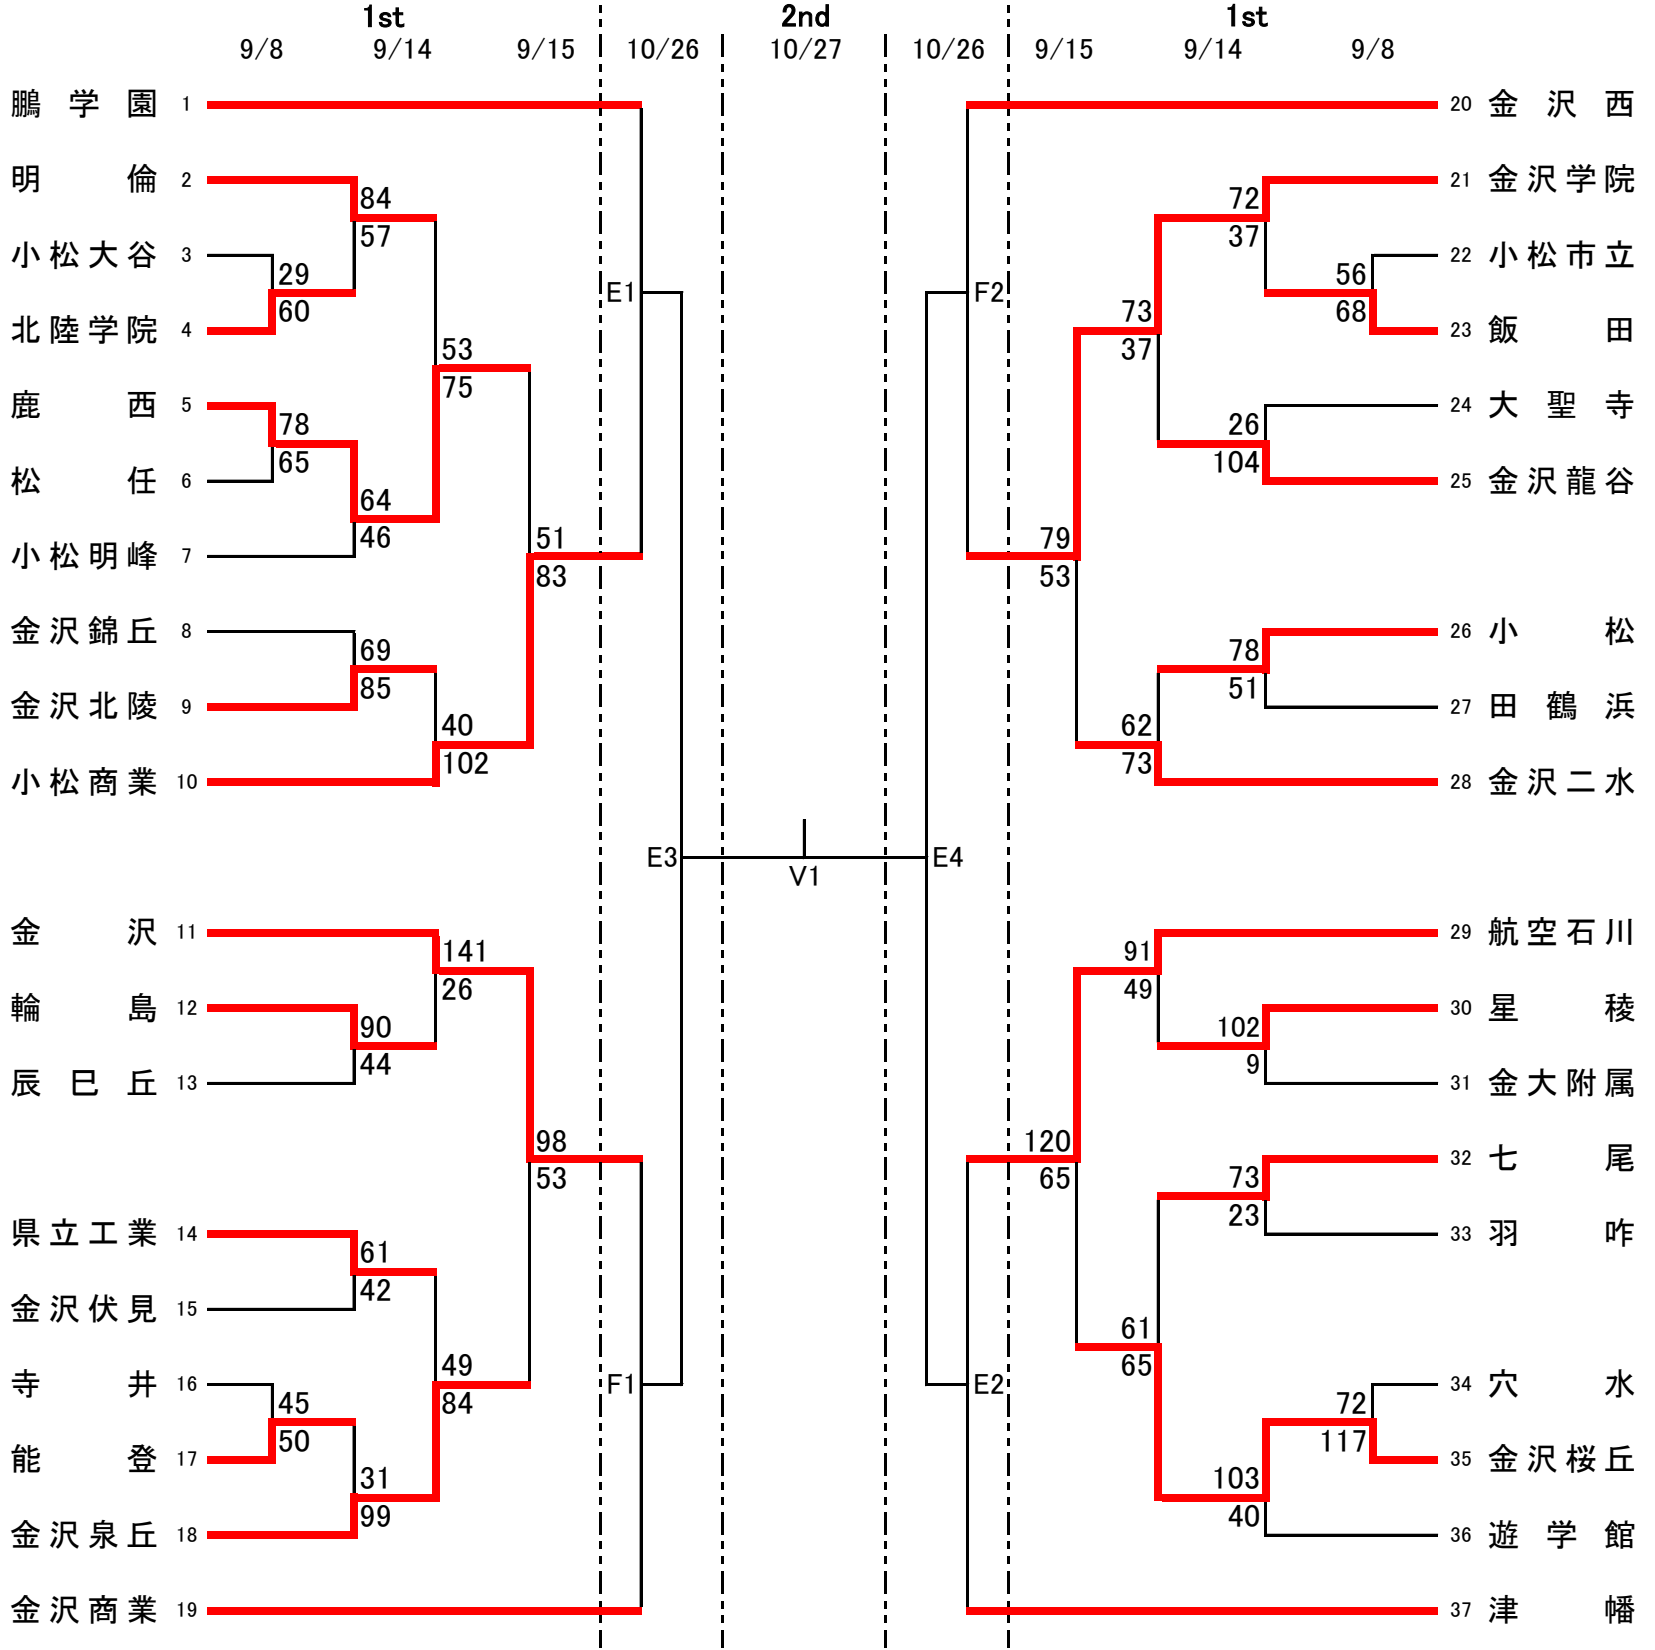 1st 2nd 1st
9/8 9/14 9/15 10/26 10/27 10/26 9/15 9/14 9/8
鵬学園 1 20 金沢西
明倫 2 21 金沢学院
84 72
57 37
小松大谷 3 22 小松市立
29 56
E1 F2
60 68
北陸学院 4 73 23 飯田
53 37
75
鹿西 5 24 大聖寺
78 26
65 104
松任 6 25 金沢龍谷
64
46 51 79
小松明峰 7
83 53
金沢錦丘 8 26 小松
69 78
85 51
金沢北陵 9 27 田鶴浜
40 62
102 73
小松商業 10 28 金沢二水
E3 E4
V1
金沢 11 29 航空石川
141 91
26 49
輪島 12 30 星稜
90 102
44 9
辰巳丘 13 31 金大附属
98 120
七尾 32
53 65 73
23
県立工業 14 33 羽咋
61
42
金沢伏見 15
61
49 65
寺井 16 F1 E2 34 穴水
45 84 72
50 117
能登 17 35 金沢桜丘
31 103
99 40
金沢泉丘 18 36 遊学館
金沢商業 19 37 津幡